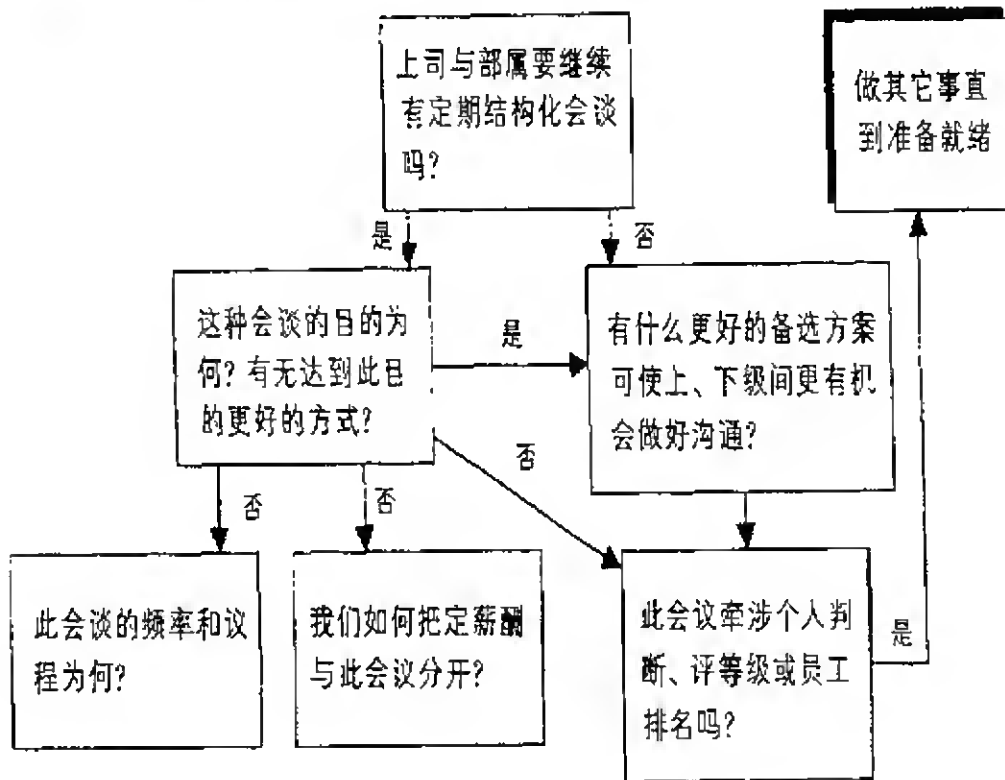 上司与部属要继续
有定期结构化会谈
吗?
做其它事直
到准备就绪
是
否
这种会谈的目的为
何?有无达到此目
的更好的方式?
是
有什么更好的备选方案
可使上、下级间更有机
会做好沟通?
否
否
否
此会谈的频率和议
程为何?
我们如何把定薪酬
与此会议分开?
此会议牵涉个人判
断、评等级或员工
排名吗?
是